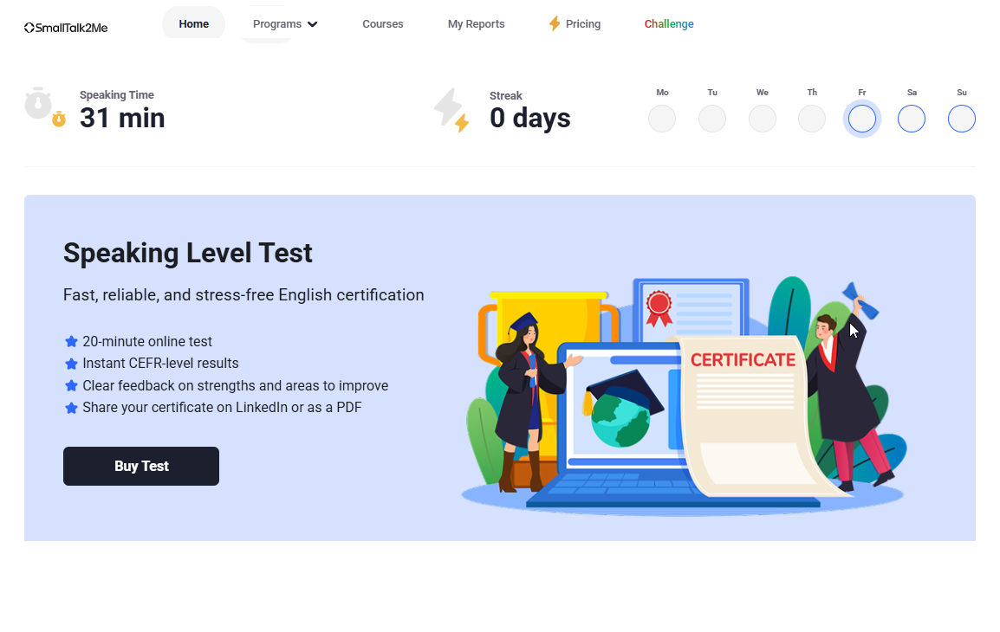 SmallTalk2Me
Home
Programs
Courses
My Reports
Pricing
Challenge
Speaking Time
31 min
Streak
0 days
Mo Tu We Th Fr Sa Su
Speaking Level Test
Fast, reliable, and stress-free English certification
20-minute online test
Instant CEFR-level results
Clear feedback on strengths and areas to improve
Share your certificate on LinkedIn or as a PDF
Buy Test
CERTIFICATE